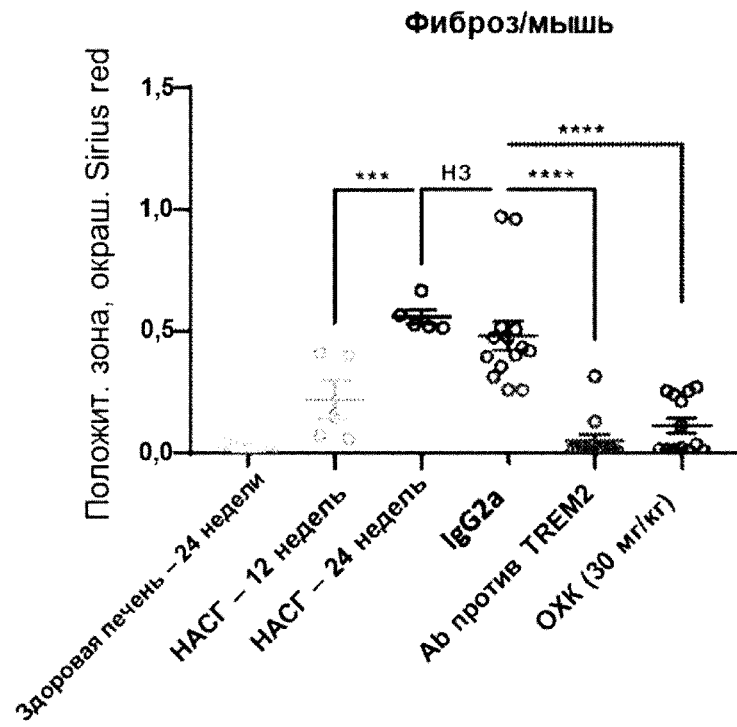 Фиброз/мышь
Положит. зона, окраш. Sirius red
1,5
1,0
0,5
0,0
****
***
НЗ
****
Здоровая печень – 24 недели
НАСГ – 12 недель
НАСГ – 24 недель
IgG2a
Ab против TREM2
ОХК (30 мг/кг)